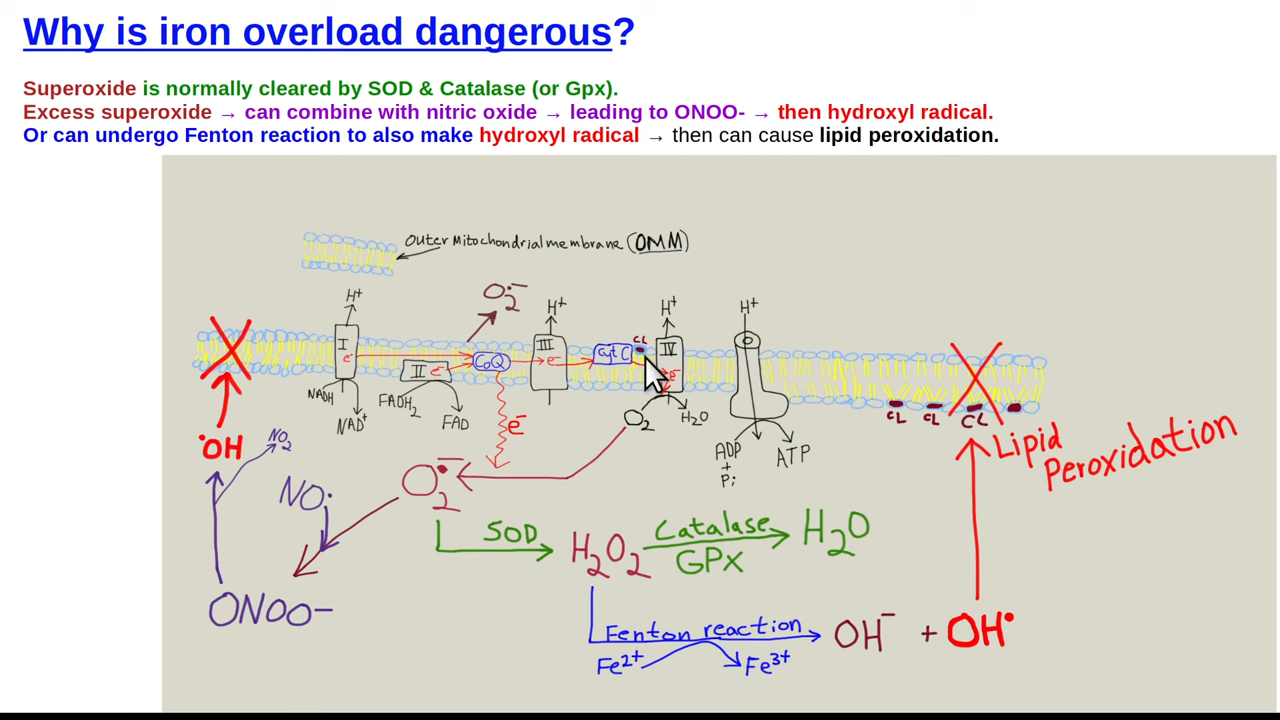 Why is iron overload dangerous?
Superoxide is normally cleared by SOD & Catalase (or Gpx).
Excess superoxide → can combine with nitric oxide → leading to ONOO- → then hydroxyl radical.
Or can undergo Fenton reaction to also make hydroxyl radical → then can cause lipid peroxidation.
Outer Mitochondrial membrane (OMM)
O2•−
H+
H+
H+
H+
I
e-
II
e-
CoQ
III
e-
Cyt C
CL
IV
e-
NADH
NAD+
FADH2
FAD
O2
H2O
ADP
+
Pi
ATP
CL
CL
CL
•OH
NO2
NO•
e-
O2•−
Lipid
Peroxidation
SOD
H2O2
Catalase
GPx
H2O
ONOO−
Fenton reaction
Fe2+
Fe3+
OH− + OH•